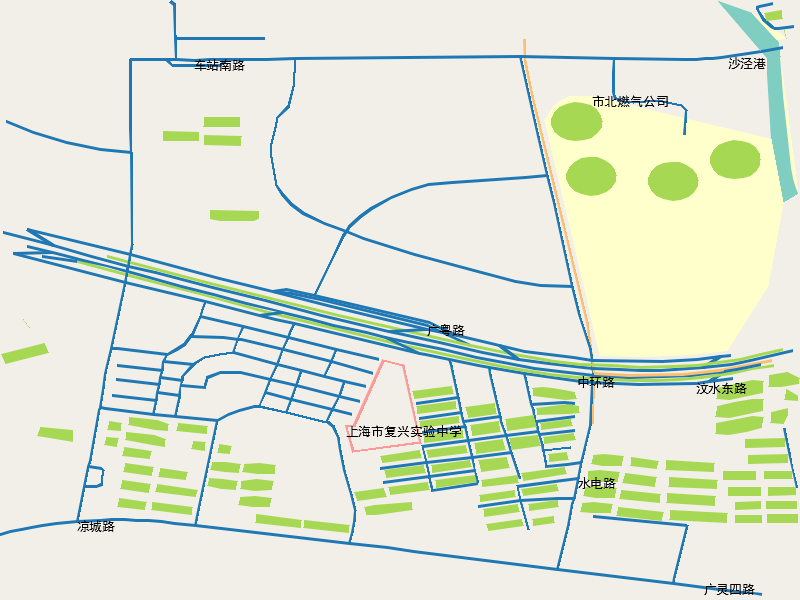 车站南路
沙泾港
市北燃气公司
广粤路
中环路
汶水东路
上海市复兴实验中学
水电路
凉城路
广灵四路